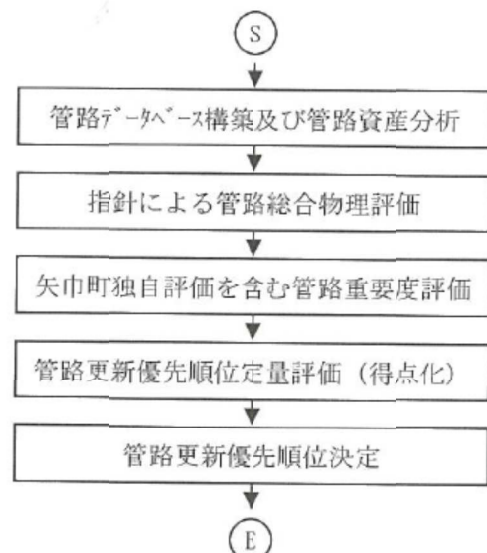 S
管路ﾃﾞｰﾀﾍﾞｰｽ構築及び管路資産分析
指針による管路総合物理評価
矢巾町独自評価を含む管路重要度評価
管路更新優先順位定量評価（得点化）
管路更新優先順位決定
E